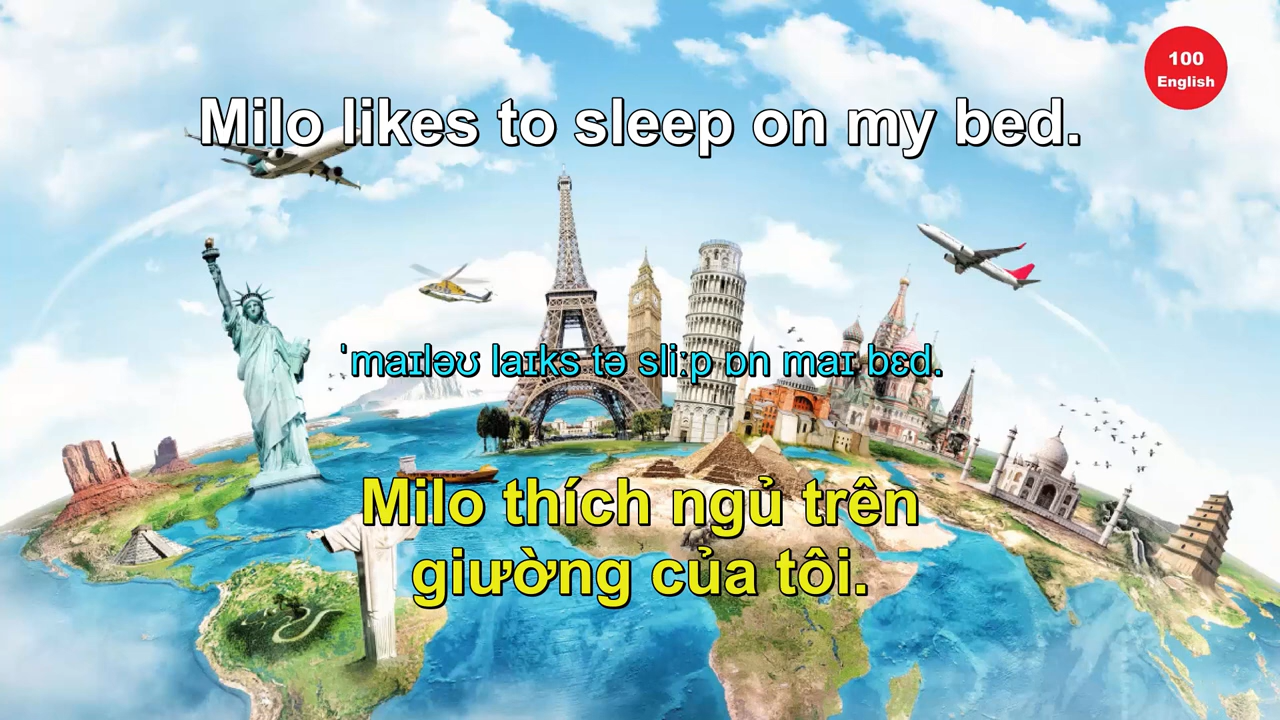 100
English
Milo likes to sleep on my bed.
ˈmaɪləʊ laɪks tə sliːp ɒn maɪ bɛd.
Milo thích ngủ trên
giường của tôi.